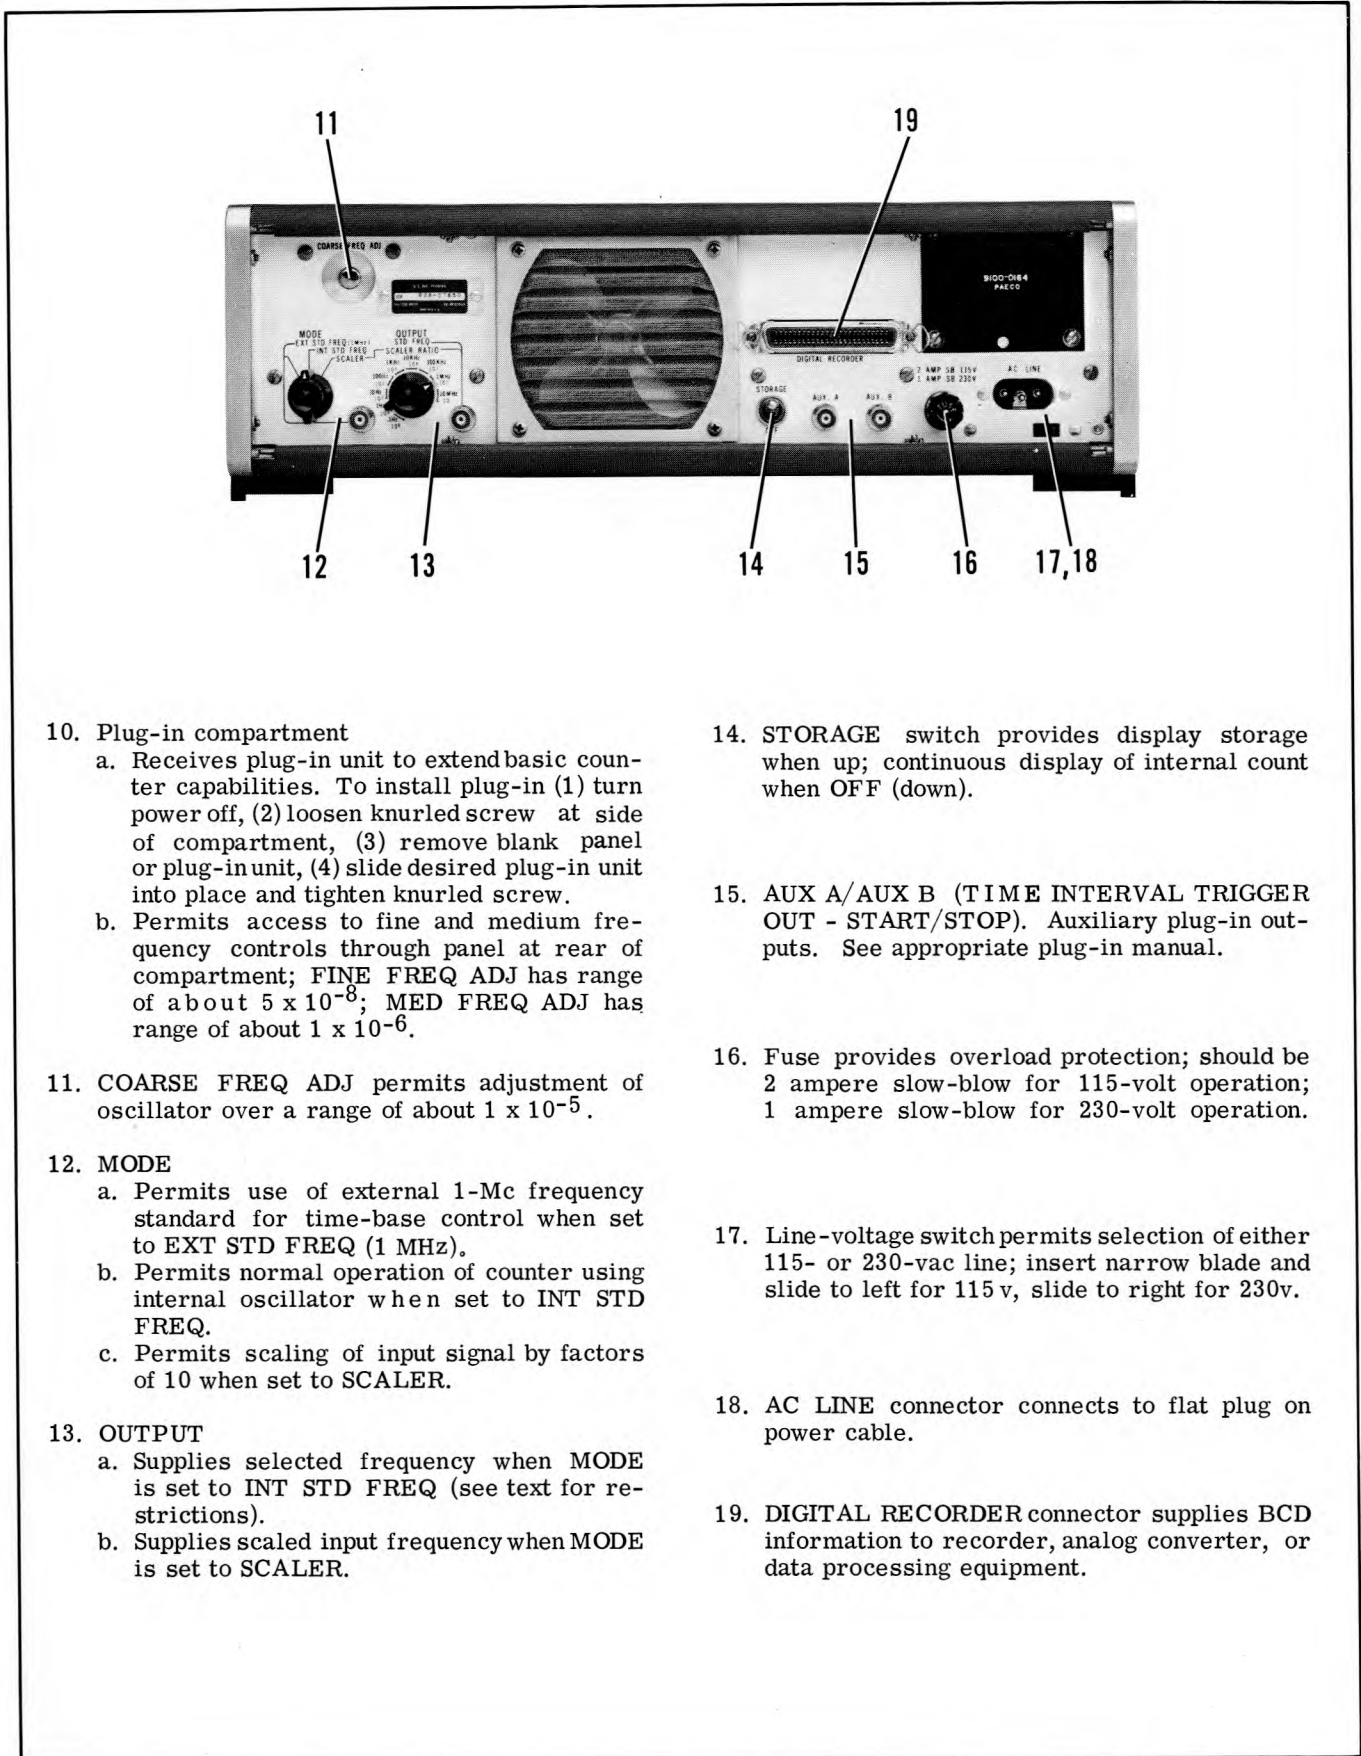 11
19
COARSE FREQ ADJ
9100-0164
PAECO
MODE
EXT STD FREQ (1MHz)
INT STD FREQ
SCALER
OUTPUT
STD FREQ
SCALER RATIO
DIGITAL RECORDER
2 AMP SB 115V
1 AMP SB 230V
AC LINE
STORAGE
AUX. A
AUX. B
12
13
14
15
16
17,18
10. Plug-in compartment
a. Receives plug-in unit to extend basic coun-
ter capabilities. To install plug-in (1) turn
power off, (2) loosen knurled screw at side
of compartment, (3) remove blank panel
or plug-in unit, (4) slide desired plug-in unit
into place and tighten knurled screw.
b. Permits access to fine and medium fre-
quency controls through panel at rear of
compartment; FINE FREQ ADJ has range
of about 5 x 10⁻⁸; MED FREQ ADJ has
range of about 1 x 10⁻⁶.
11. COARSE FREQ ADJ permits adjustment of
oscillator over a range of about 1 x 10⁻⁵.
12. MODE
a. Permits use of external 1-Mc frequency
standard for time-base control when set
to EXT STD FREQ (1 MHz).
b. Permits normal operation of counter using
internal oscillator when set to INT STD
FREQ.
c. Permits scaling of input signal by factors
of 10 when set to SCALER.
13. OUTPUT
a. Supplies selected frequency when MODE
is set to INT STD FREQ (see text for re-
strictions).
b. Supplies scaled input frequency when MODE
is set to SCALER.
14. STORAGE switch provides display storage
when up; continuous display of internal count
when OFF (down).
15. AUX A/AUX B (TIME INTERVAL TRIGGER
OUT - START/STOP). Auxiliary plug-in out-
puts. See appropriate plug-in manual.
16. Fuse provides overload protection; should be
2 ampere slow-blow for 115-volt operation;
1 ampere slow-blow for 230-volt operation.
17. Line-voltage switch permits selection of either
115- or 230-vac line; insert narrow blade and
slide to left for 115 v, slide to right for 230v.
18. AC LINE connector connects to flat plug on
power cable.
19. DIGITAL RECORDER connector supplies BCD
information to recorder, analog converter, or
data processing equipment.